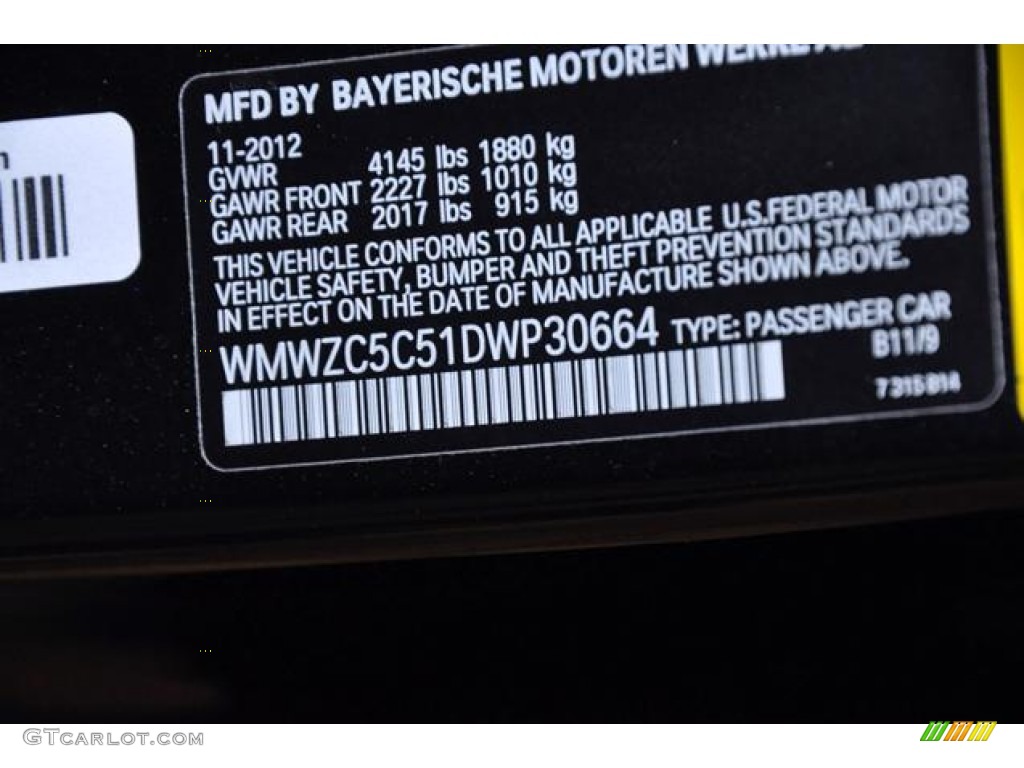 MFD BY BAYERISCHE MOTOREN WERKE AG
11-2012
GVWR 4145 lbs 1880 kg
GAWR FRONT 2227 lbs 1010 kg
GAWR REAR 2017 lbs 915 kg
THIS VEHICLE CONFORMS TO ALL APPLICABLE U.S.FEDERAL MOTOR
VEHICLE SAFETY, BUMPER AND THEFT PREVENTION STANDARDS
IN EFFECT ON THE DATE OF MANUFACTURE SHOWN ABOVE.
WMWZC5C51DWP30664 TYPE: PASSENGER CAR
B11/9
7 315 814
GTCARLOT.COM